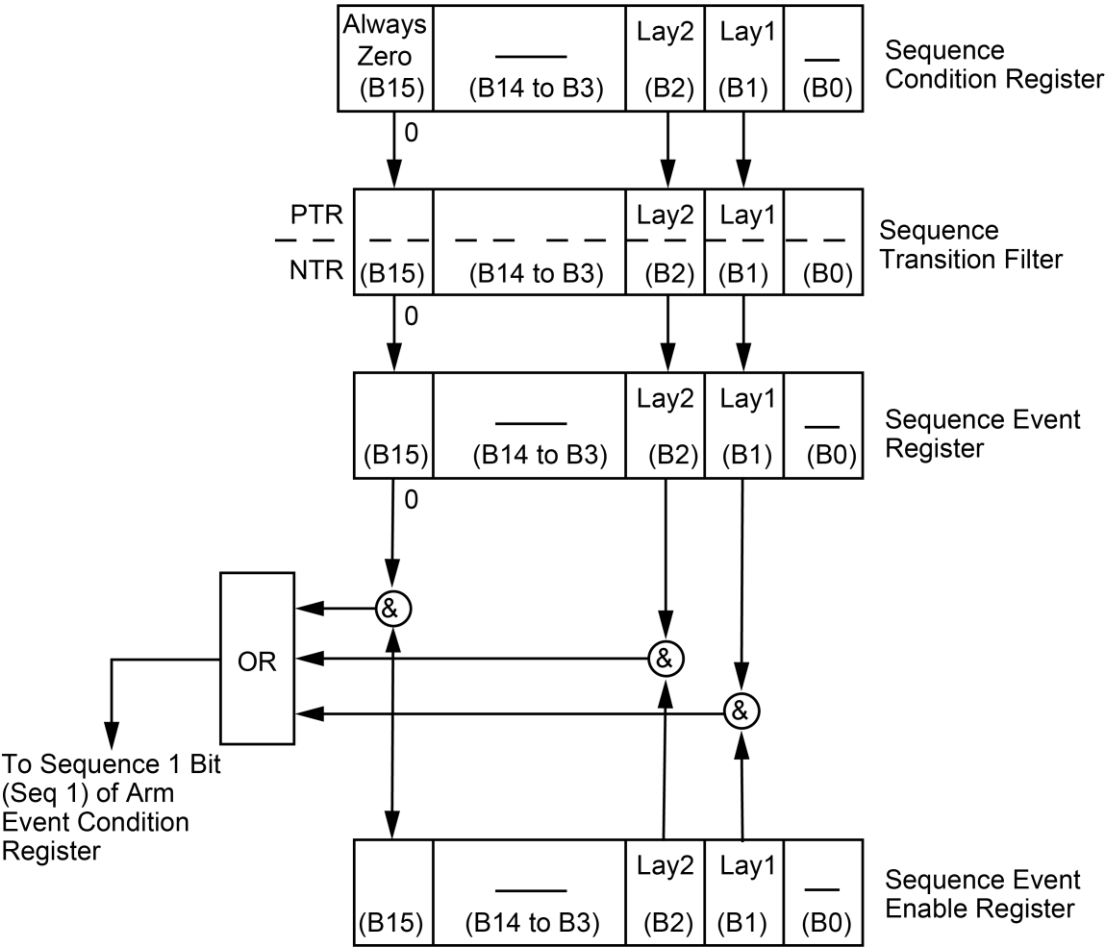 Always Zero (B15)
(B14 to B3)
Lay2 (B2)
Lay1 (B1)
(B0)
Sequence
Condition Register
0
PTR
NTR
(B15)
(B14 to B3)
Lay2 (B2)
Lay1 (B1)
(B0)
Sequence
Transition Filter
0
(B15)
(B14 to B3)
Lay2 (B2)
Lay1 (B1)
(B0)
Sequence Event
Register
0
&
OR
&
&
To Sequence 1 Bit
(Seq 1) of Arm
Event Condition
Register
(B15)
(B14 to B3)
Lay2 (B2)
Lay1 (B1)
(B0)
Sequence Event
Enable Register